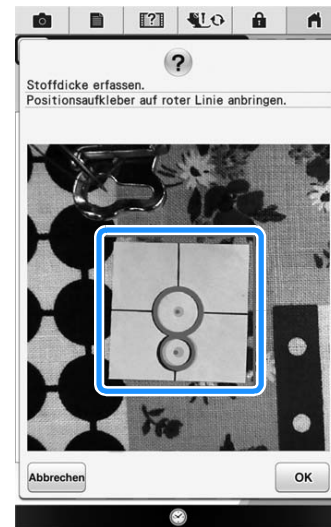 Stoffdicke erfassen.
Positionsaufkleber auf roter Linie anbringen.
Abbrechen
OK